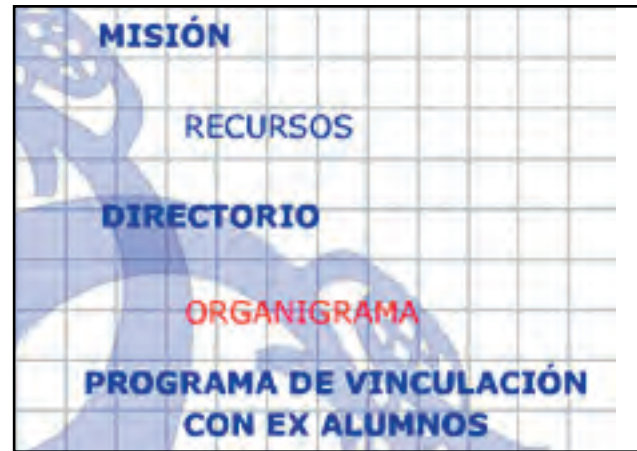 MISIÓN
RECURSOS
DIRECTORIO
ORGANIGRAMA
PROGRAMA DE VINCULACIÓN
CON EX ALUMNOS